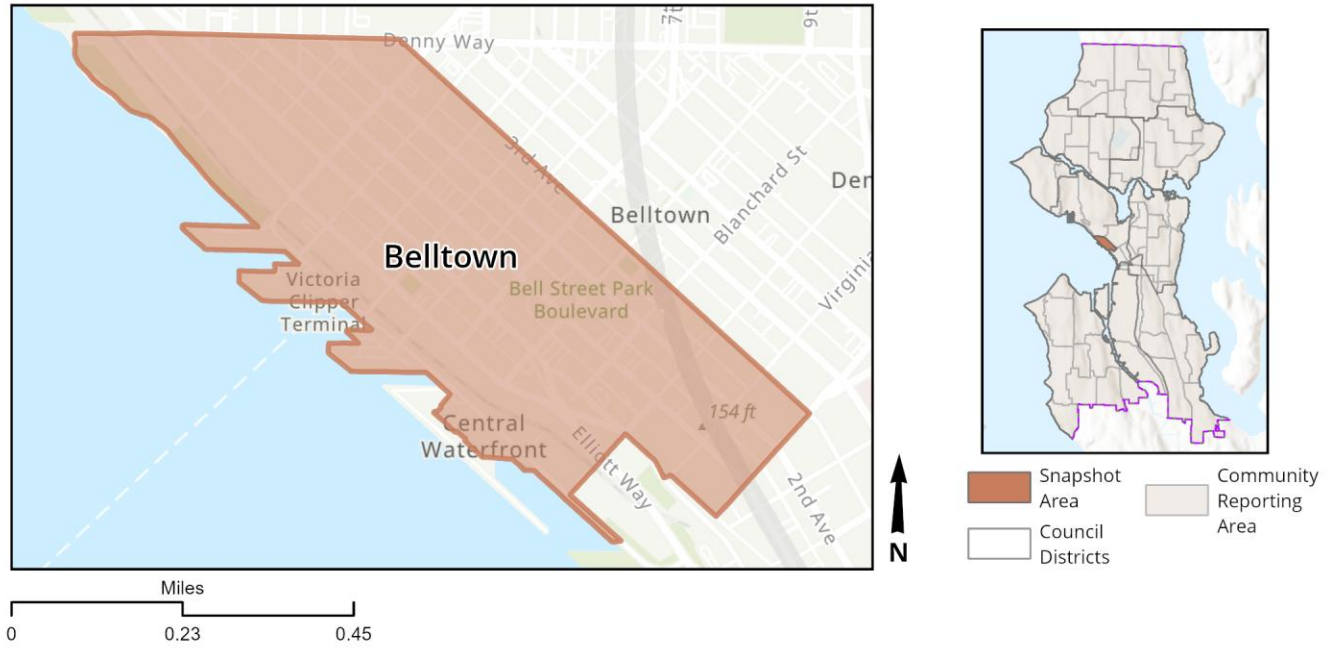 Denny Way
7th
9th
3rd Ave
Den
Belltown
Blanchard St
Belltown
Virginia
Victoria
Clipper
Terminal
Bell Street Park
Boulevard
154 ft
Central
Waterfront
Elliott Way
2nd Ave
N
Snapshot
Area
Community
Reporting
Area
Council
Districts
Miles
0
0.23
0.45